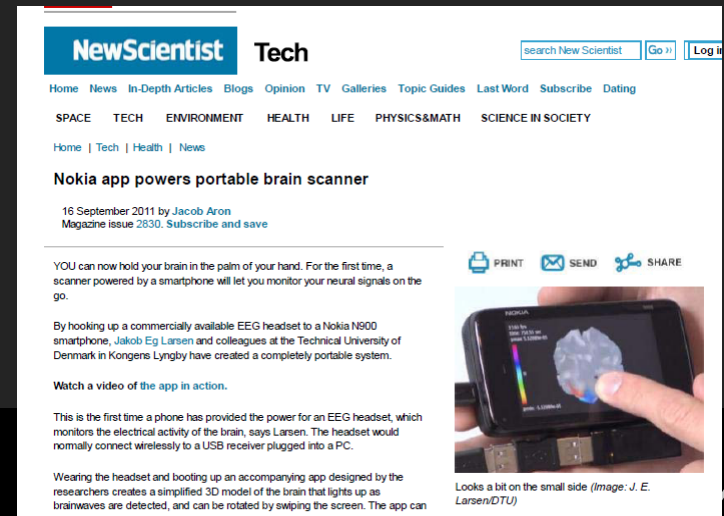 NewScientist Tech
search New Scientist Go » Log in
Home News In-Depth Articles Blogs Opinion TV Galleries Topic Guides Last Word Subscribe Dating
SPACE TECH ENVIRONMENT HEALTH LIFE PHYSICS&MATH SCIENCE IN SOCIETY
Home | Tech | Health | News
Nokia app powers portable brain scanner
16 September 2011 by Jacob Aron
Magazine issue 2830. Subscribe and save
PRINT SEND SHARE
YOU can now hold your brain in the palm of your hand. For the first time, a
scanner powered by a smartphone will let you monitor your neural signals on the
go.
By hooking up a commercially available EEG headset to a Nokia N900
smartphone, Jakob Eg Larsen and colleagues at the Technical University of
Denmark in Kongens Lyngby have created a completely portable system.
Watch a video of the app in action.
This is the first time a phone has provided the power for an EEG headset, which
monitors the electrical activity of the brain, says Larsen. The headset would
normally connect wirelessly to a USB receiver plugged into a PC.
Wearing the headset and booting up an accompanying app designed by the
researchers creates a simplified 3D model of the brain that lights up as
brainwaves are detected, and can be rotated by swiping the screen. The app can
NOKIA
Looks a bit on the small side (Image: J. E.
Larsen/DTU)